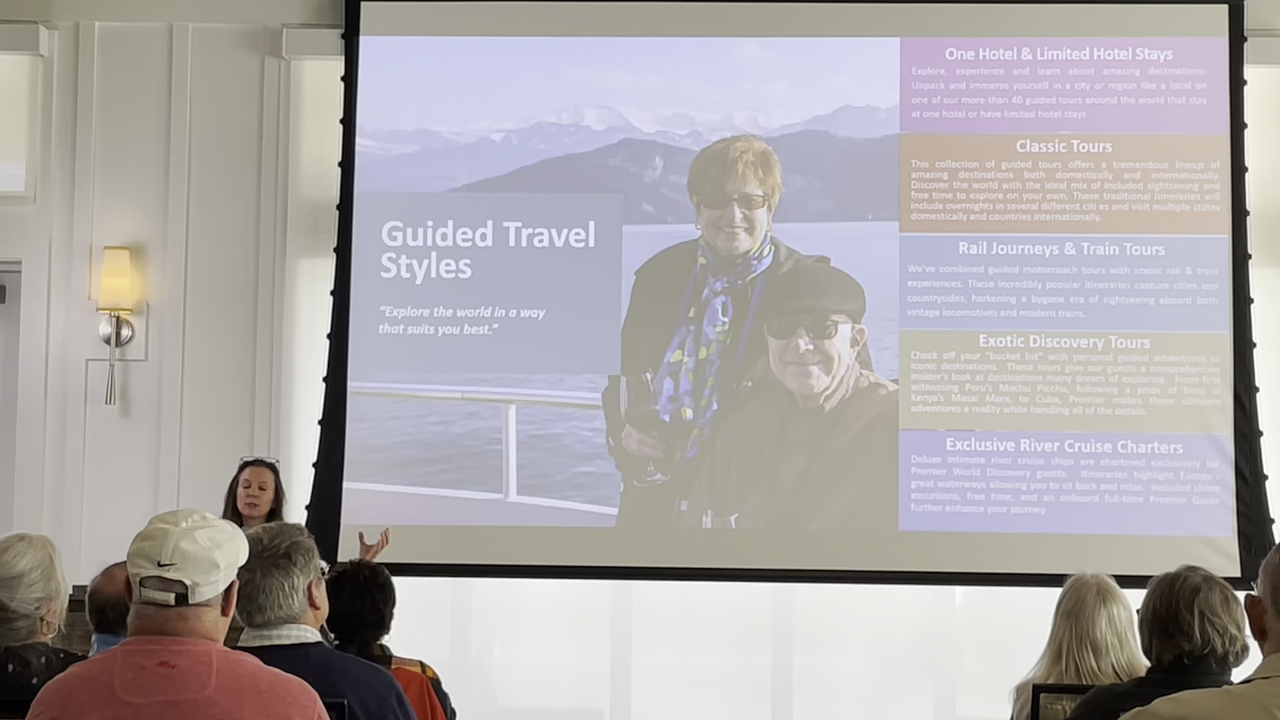 Guided Travel
Styles
“Explore the world in a way
that suits you best.”
One Hotel & Limited Hotel Stays
Explore, experience and learn about amazing destinations.
Unpack and immerse yourself in a city or region like a local on
one of our more than 40 guided tours around the world that stay
at one hotel or have limited hotel stays
Classic Tours
This collection of guided tours offers a tremendous lineup of
amazing destinations both domestically and internationally.
Discover the world with the ideal mix of included sightseeing and
free time to explore on your own. These traditional itineraries will
include overnights in several different cities and visit multiple states
domestically and countries internationally.
Rail Journeys & Train Tours
We've combined guided motorcoach tours with scenic rail & train
experiences. These incredibly popular itineraries capture cities and
countrysides, harkening a bygone era of sightseeing aboard both
vintage locomotives and modern trains.
Exotic Discovery Tours
Check off your "bucket list" with personal guided adventures to
iconic destinations. These tours give our guests a comprehensive
insider's look at destinations many dream of exploring. From first
witnessing Peru's Machu Picchu, following a pride of lions in
Kenya's Masai Mara, to Cuba, Premier makes these ultimate
adventures a reality while handling all of the details.
Exclusive River Cruise Charters
Deluxe intimate river cruise ships are chartered exclusively for
Premier World Discovery guests. Itineraries highlight Europe's
great waterways allowing you to sit back and relax. Included shore
excursions, free time, and an onboard full-time Premier Guide
further enhance your journey.